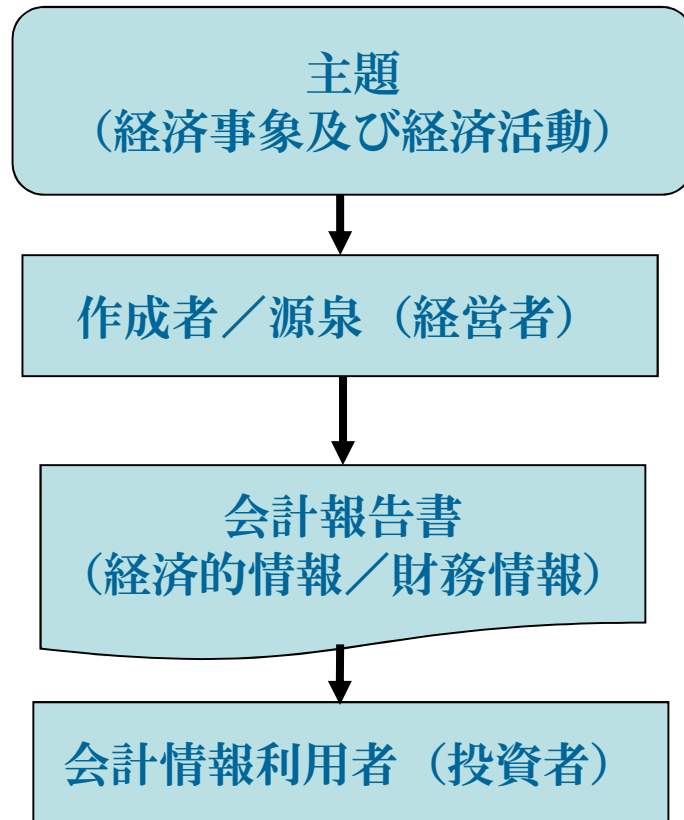 主題
（経済事象及び経済活動）
作成者／源泉（経営者）
会計報告書
（経済的情報／財務情報）
会計情報利用者（投資者）